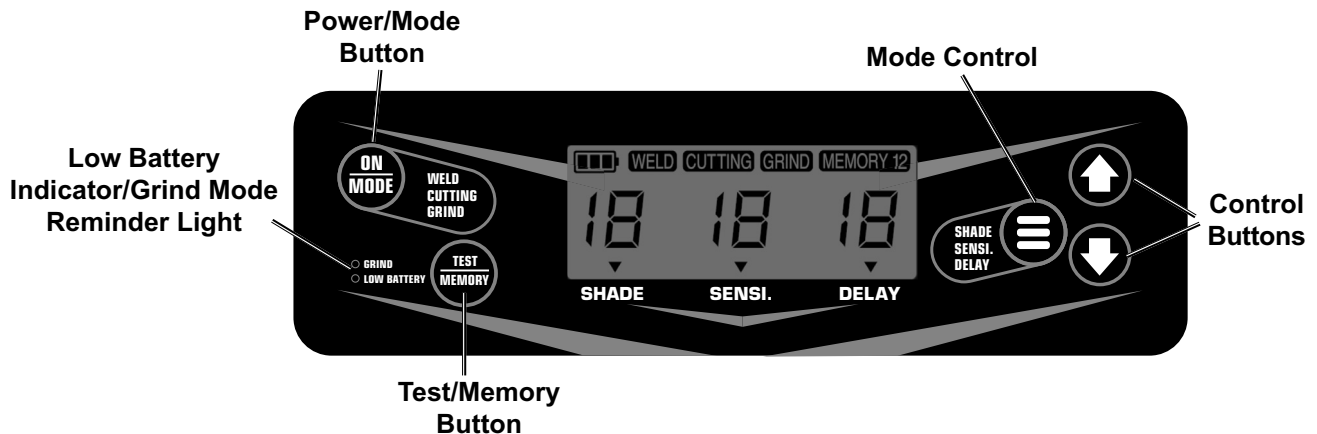 Power/Mode
Button
Mode Control
Low Battery
Indicator/Grind Mode
Reminder Light
ON
MODE
WELD
CUTTING
GRIND
GRIND
LOW BATTERY
TEST
MEMORY
WELD CUTTING GRIND MEMORY 12
18 18 18
SHADE SENSI. DELAY
SHADE
SENSI.
DELAY
Control
Buttons
Test/Memory
Button